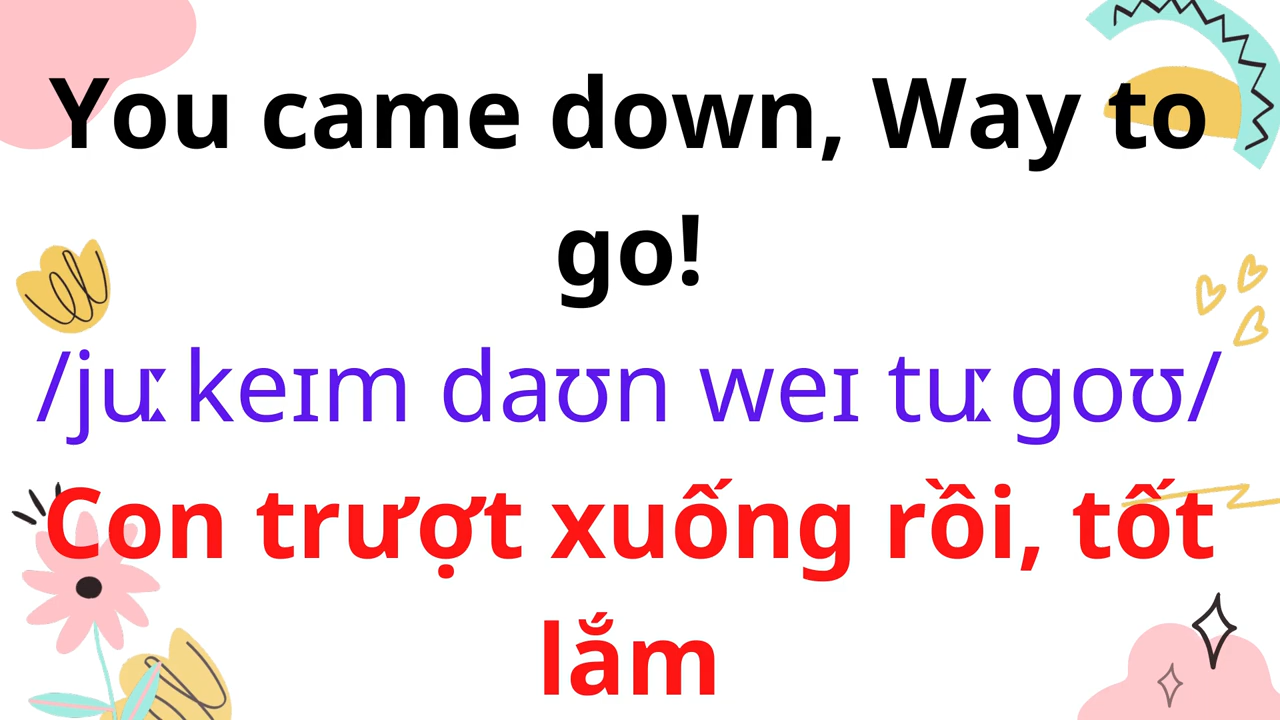 You came down, Way to
go!
/juː keɪm daʊn weɪ tuː goʊ/
Con trượt xuống rồi, tốt
lắm